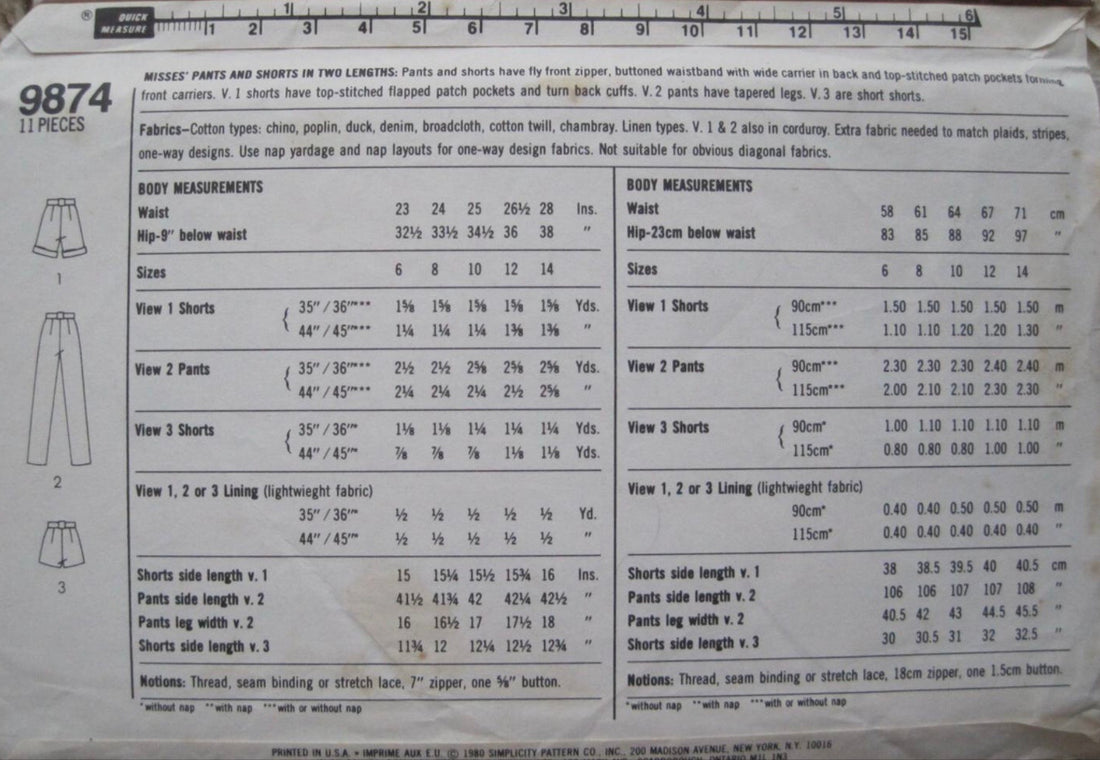 ® QUICK MEASURE 1 2 3 4 5 6
1 2 3 4 5 6 7 8 9 10 11 12 13 14 15
9874
11 PIECES
MISSES' PANTS AND SHORTS IN TWO LENGTHS: Pants and shorts have fly front zipper, buttoned waistband with wide carrier in back and top-stitched patch pockets forming
front carriers. V. 1 shorts have top-stitched flapped patch pockets and turn back cuffs. V. 2 pants have tapered legs. V. 3 are short shorts.
Fabrics—Cotton types: chino, poplin, duck, denim, broadcloth, cotton twill, chambray. Linen types. V. 1 & 2 also in corduroy. Extra fabric needed to match plaids, stripes,
one-way designs. Use nap yardage and nap layouts for one-way design fabrics. Not suitable for obvious diagonal fabrics.
1
2
3
BODY MEASUREMENTS
Waist 23 24 25 26½ 28 Ins.
Hip-9" below waist 32½ 33½ 34½ 36 38 "
Sizes 6 8 10 12 14
View 1 Shorts { 35"/36"*** 1⅝ 1⅝ 1⅝ 1⅝ 1⅝ Yds.
44"/45"*** 1¼ 1¼ 1¼ 1⅜ 1⅜ "
View 2 Pants { 35"/36"*** 2½ 2½ 2⅝ 2⅝ 2⅝ Yds.
44"/45"*** 2¼ 2¼ 2¼ 2½ 2⅝ "
View 3 Shorts { 35"/36"* 1⅛ 1⅛ 1¼ 1¼ 1¼ Yds.
44"/45"* ⅞ ⅞ ⅞ 1⅛ 1⅛ Yds.
View 1, 2 or 3 Lining (lightwieght fabric)
35"/36"* ½ ½ ½ ½ ½ Yd.
44"/45"* ½ ½ ½ ½ ½ "
Shorts side length v. 1 15 15¼ 15½ 15¾ 16 Ins.
Pants side length v. 2 41½ 41¾ 42 42¼ 42½ "
Pants leg width v. 2 16 16½ 17 17½ 18 "
Shorts side length v. 3 11¾ 12 12¼ 12½ 12¾ "
Notions: Thread, seam binding or stretch lace, 7" zipper, one ⅝" button.
*without nap **with nap ***with or without nap
BODY MEASUREMENTS
Waist 58 61 64 67 71 cm
Hip-23cm below waist 83 85 88 92 97 "
Sizes 6 8 10 12 14
View 1 Shorts { 90cm*** 1.50 1.50 1.50 1.50 1.50 m
115cm*** 1.10 1.10 1.20 1.20 1.30 "
View 2 Pants { 90cm*** 2.30 2.30 2.30 2.40 2.40 m
115cm*** 2.00 2.10 2.10 2.30 2.30 "
View 3 Shorts { 90cm* 1.00 1.10 1.10 1.10 1.10 m
115cm* 0.80 0.80 0.80 1.00 1.00 "
View 1, 2 or 3 Lining (lightwieght fabric)
90cm* 0.40 0.40 0.50 0.50 0.50 m
115cm* 0.40 0.40 0.40 0.40 0.40 "
Shorts side length v. 1 38 38.5 39.5 40 40.5 cm
Pants side length v. 2 106 106 107 107 108 "
Pants leg width v. 2 40.5 42 43 44.5 45.5 "
Shorts side length v. 3 30 30.5 31 32 32.5 "
Notions: Thread, seam binding or stretch lace, 18cm zipper, one 1.5cm button.
*without nap **with nap ***with or without nap
PRINTED IN U.S.A. • IMPRIME AUX E.U. © 1980 SIMPLICITY PATTERN CO., INC., 200 MADISON AVENUE, NEW YORK, N.Y. 10016
ONTARIO M1L 1N3